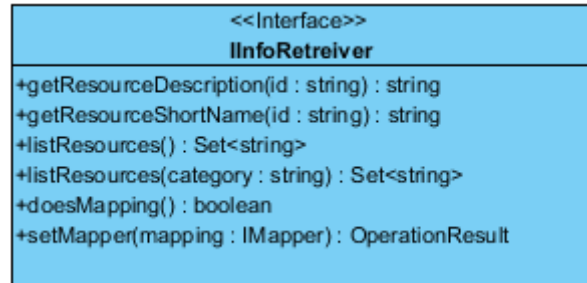 <<Interface>>
IInfoRetreiver
+getResourceDescription(id : string) : string
+getResourceShortName(id : string) : string
+listResources() : Set<string>
+listResources(category : string) : Set<string>
+doesMapping() : boolean
+setMapper(mapping : IMapper) : OperationResult